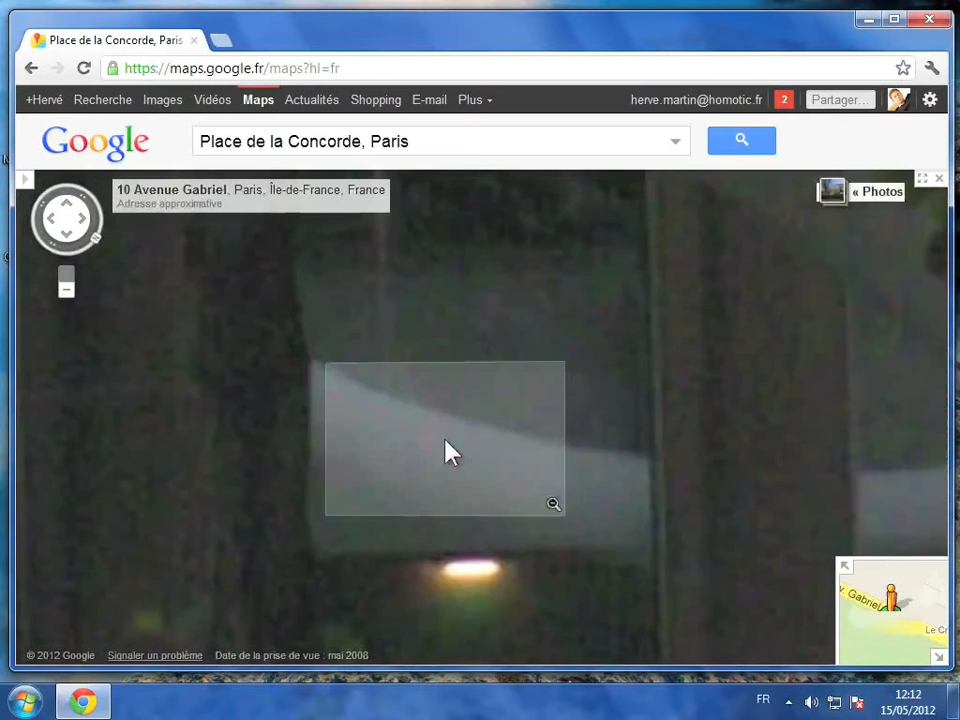 Place de la Concorde, Paris
https://maps.google.fr/maps?hl=fr
+Hervé Recherche Images Vidéos Maps Actualités Shopping E-mail Plus herve.martin@homotic.fr 2 Partager...
Google Place de la Concorde, Paris
10 Avenue Gabriel, Paris, Île-de-France, France
Adresse approximative
« Photos
v. Gabriel
Le Cr
© 2012 Google Signaler un problème Date de la prise de vue : mai 2008
FR 12:12
15/05/2012